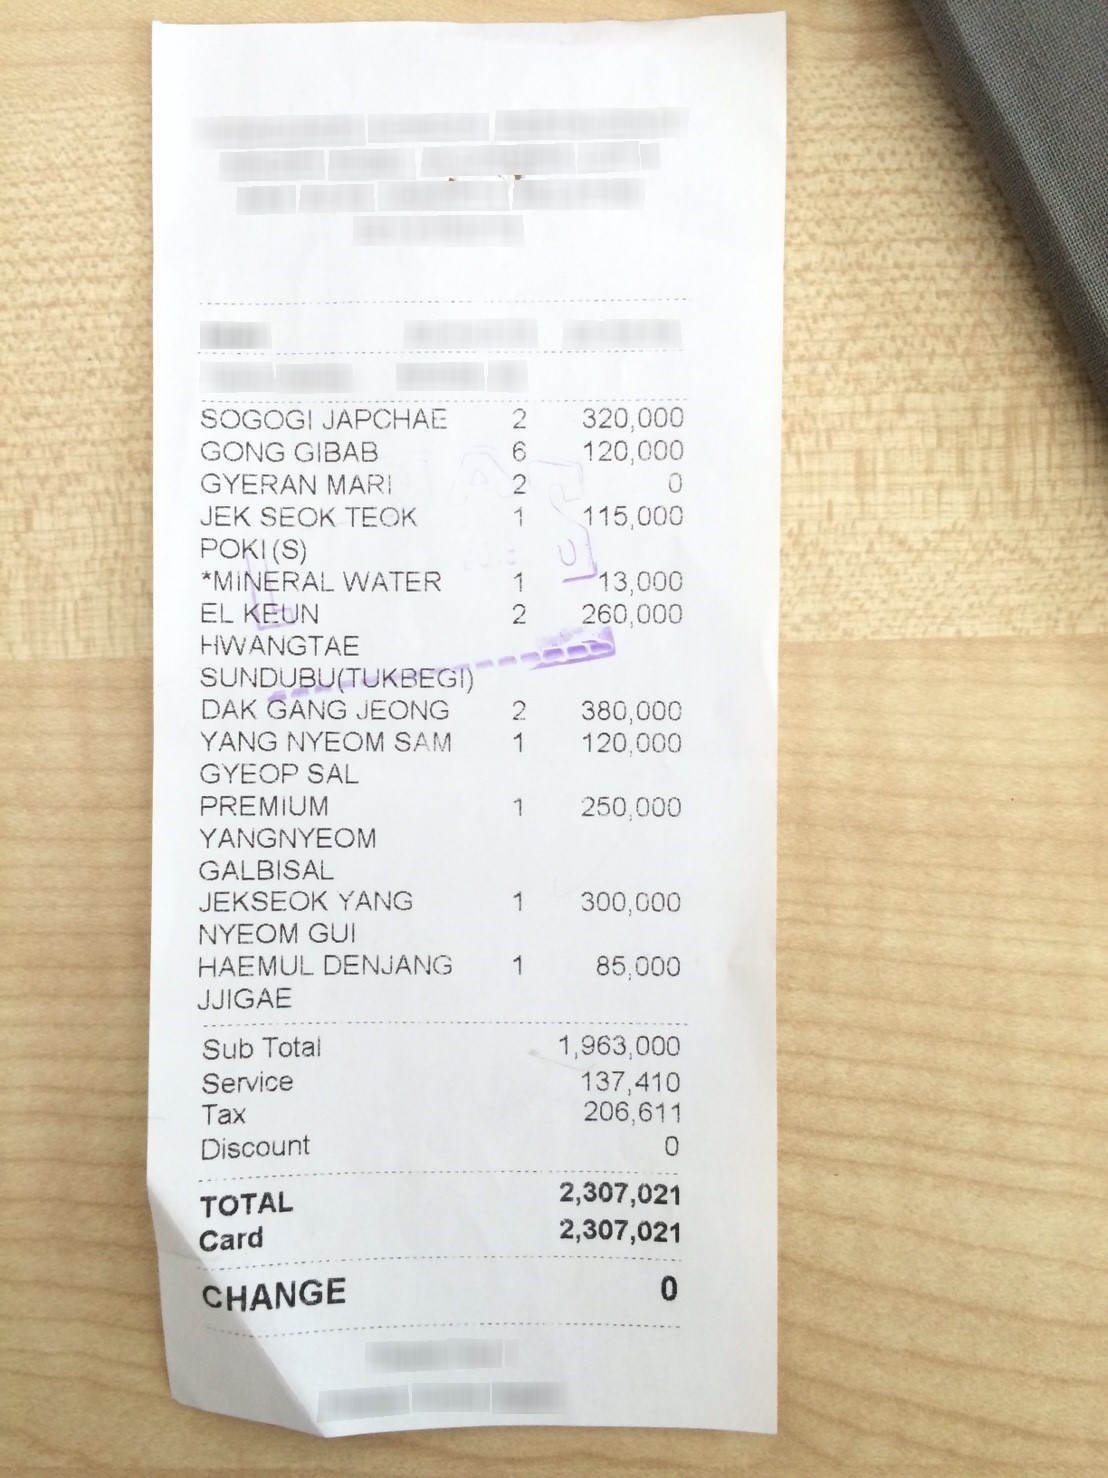 SOGOGI JAPCHAE 2 320,000
GONG GIBAB 6 120,000
GYERAN MARI 2 0
JEK SEOK TEOK 1 115,000
POKI (S)
*MINERAL WATER 1 13,000
EL KEUN 2 260,000
HWANGTAE
SUNDUBU(TUKBEGI)
DAK GANG JEONG 2 380,000
YANG NYEOM SAM 1 120,000
GYEOP SAL
PREMIUM 1 250,000
YANGNYEOM
GALBISAL
JEKSEOK YANG 1 300,000
NYEOM GUI
HAEMUL DENJANG 1 85,000
JJIGAE
Sub Total 1,963,000
Service 137,410
Tax 206,611
Discount 0
TOTAL 2,307,021
Card 2,307,021
CHANGE 0